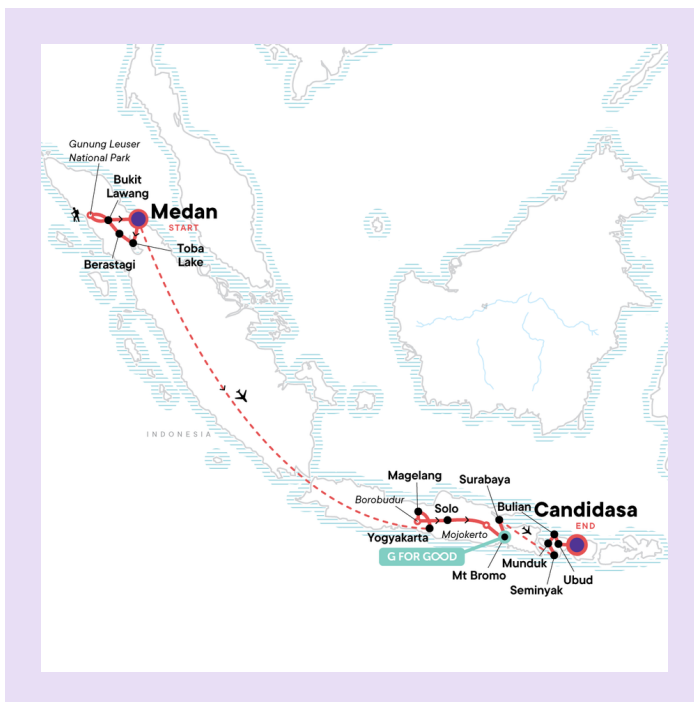 Gunung Leuser
National Park
Bukit
Lawang
Medan
START
Toba
Lake
Berastagi
INDONESIA
Magelang
Surabaya
Borobudur
Solo
Bulian
Candidasa
END
Yogyakarta
Mojokerto
G FOR GOOD
Munduk
Mt Bromo
Ubud
Seminyak